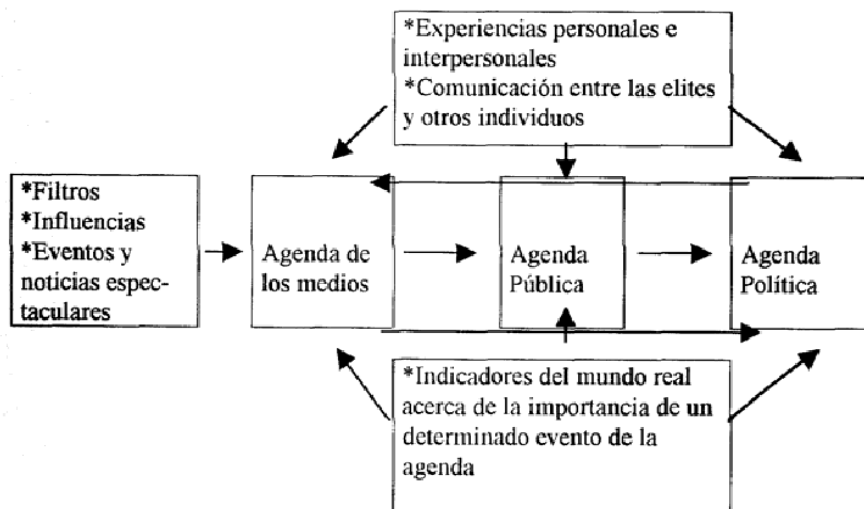 *Experiencias personales e
interpersonales
*Comunicación entre las elites
y otros individuos
*Filtros
*Influencias
*Eventos y
noticias espec-
taculares
Agenda de
los medios
Agenda
Pública
Agenda
Política
*Indicadores del mundo real
acerca de la importancia de un
determinado evento de la
agenda